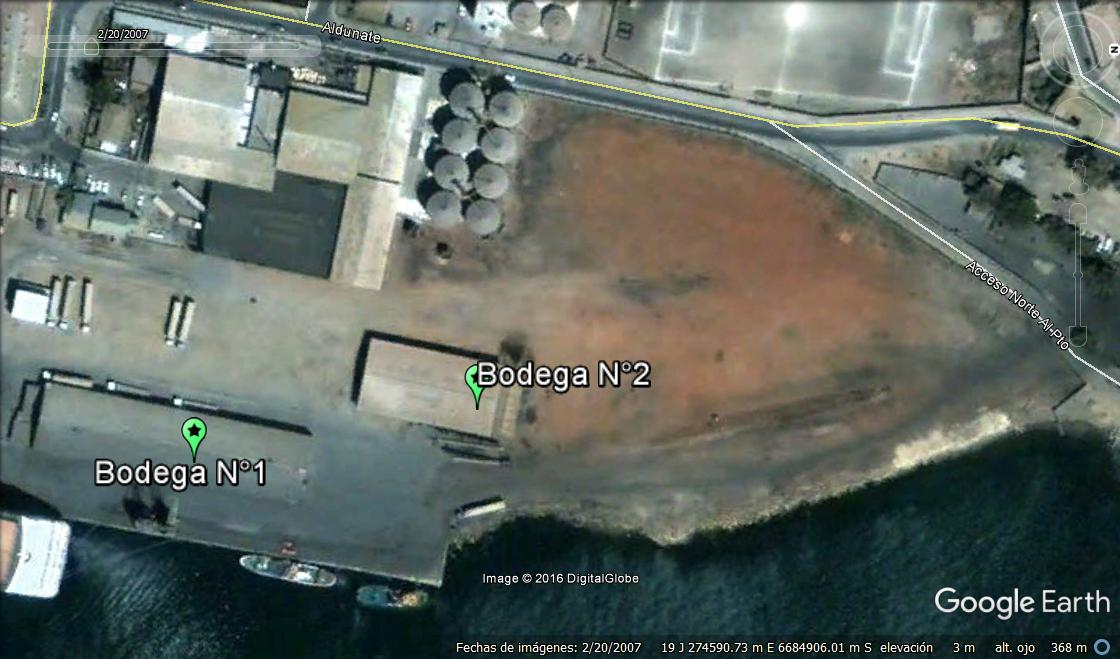 2/20/2007
Aldunate
N
Acceso Norte Al Pto
Bodega N°2
Bodega N°1
Image © 2016 DigitalGlobe
Google Earth
Fechas de imágenes: 2/20/2007 19 J 274590.73 m E 6684906.01 m S elevación 3 m alt. ojo 368 m